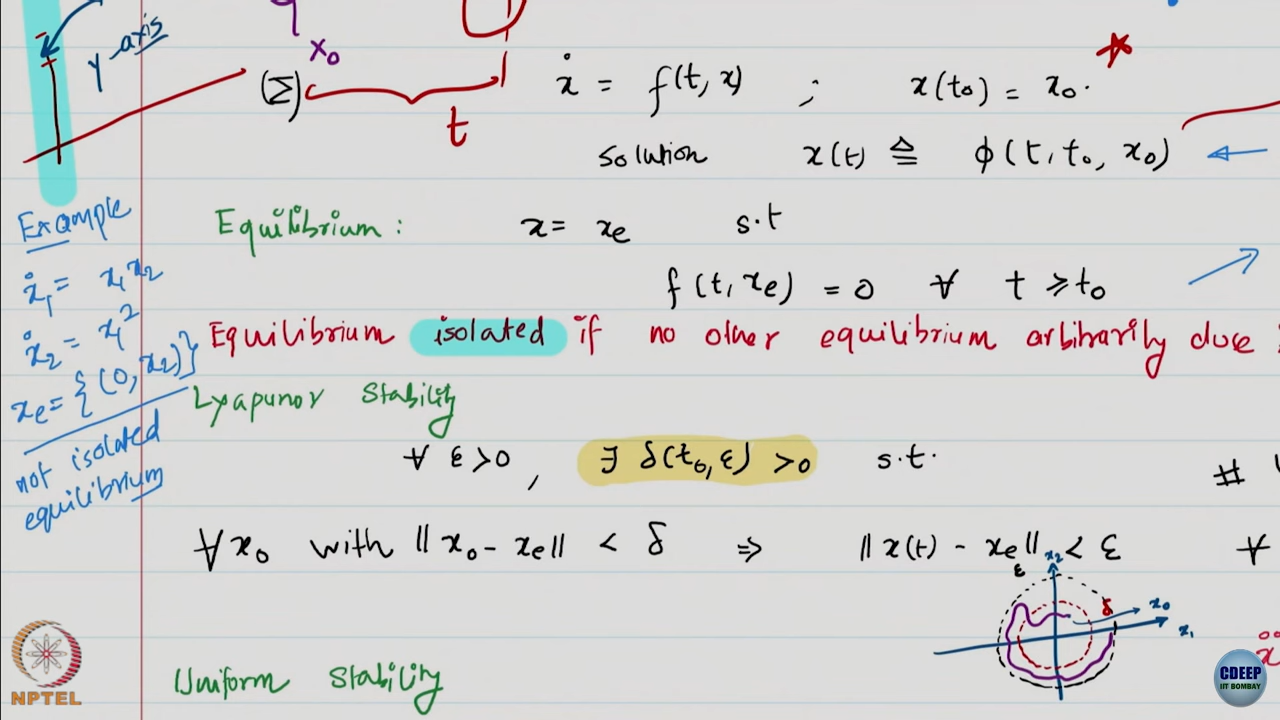 Y-axis
x₀
(Σ)
t
ẋ = f(t, x) ; x(t₀) = x₀.
Solution x(t) ≜ ϕ(t, t₀, x₀)
Example
ẋ₁ = x₁x₂
ẋ₂ = x₁²
xₑ = {(0, x₂)}
not isolated
equilibrium
Equilibrium : x = xₑ s.t
f(t, xₑ) = 0 ∀ t ≥ t₀
Equilibrium isolated if no other equilibrium arbitrarily close
Lyapunov Stability
∀ ε > 0 , ∃ δ(t₀, ε) > 0 s.t.
#
∀ x₀ with ‖x₀ - xₑ‖ < δ ⇒ ‖x(t) - xₑ‖ < ε ∀
ε x₂
δ x₀
x₁
ẍ
Uniform Stability
NPTEL
CDEEP
IIT BOMBAY